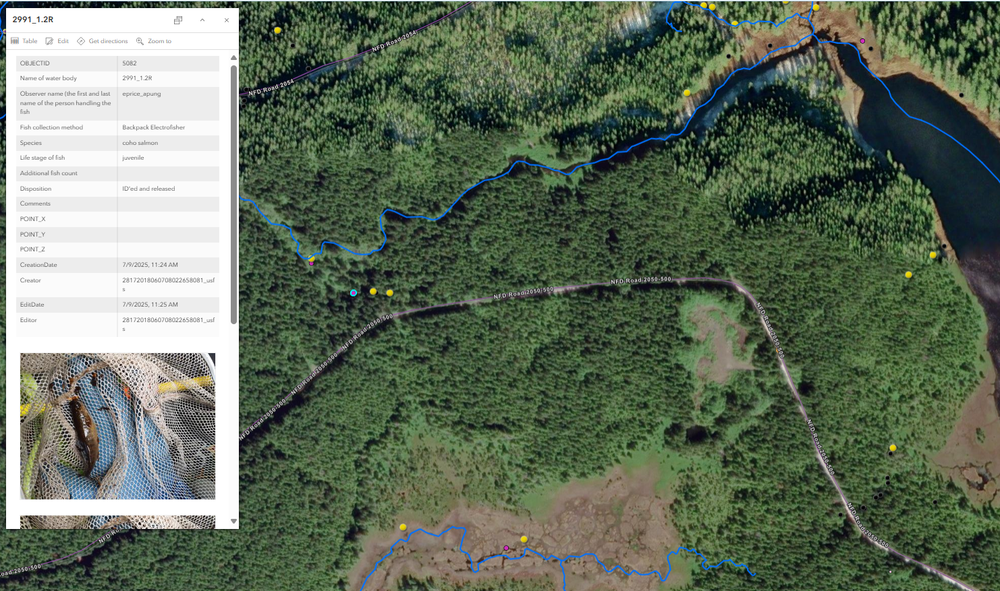 2991_1.2R
Table Edit Get directions Zoom to
OBJECTID 5082
Name of water body 2991_1.2R
Observer name (the first and last
name of the person handling the
fish
eprice_apung
Fish collection method Backpack Electrofisher
Species coho salmon
Life stage of fish juvenile
Additional fish count
Disposition ID'ed and released
Comments
POINT_X
POINT_Y
POINT_Z
CreationDate 7/9/2025, 11:24 AM
Creator 28172018060708022658081_usf
s
EditDate 7/9/2025, 11:25 AM
Editor 28172018060708022658081_usf
s
NFD Road 2054
NFD Road 2054
NFD Road 2050-500
NFD Road 2050-500
NFD Road 2050-500
NFD Road 2050-500
NFD Road 2050-500
NFD Road 2050-500
NFD Road 2050-500
NFD Road 2050-500
NFD Ro
oad 2050-500
NFD Road 2050-500